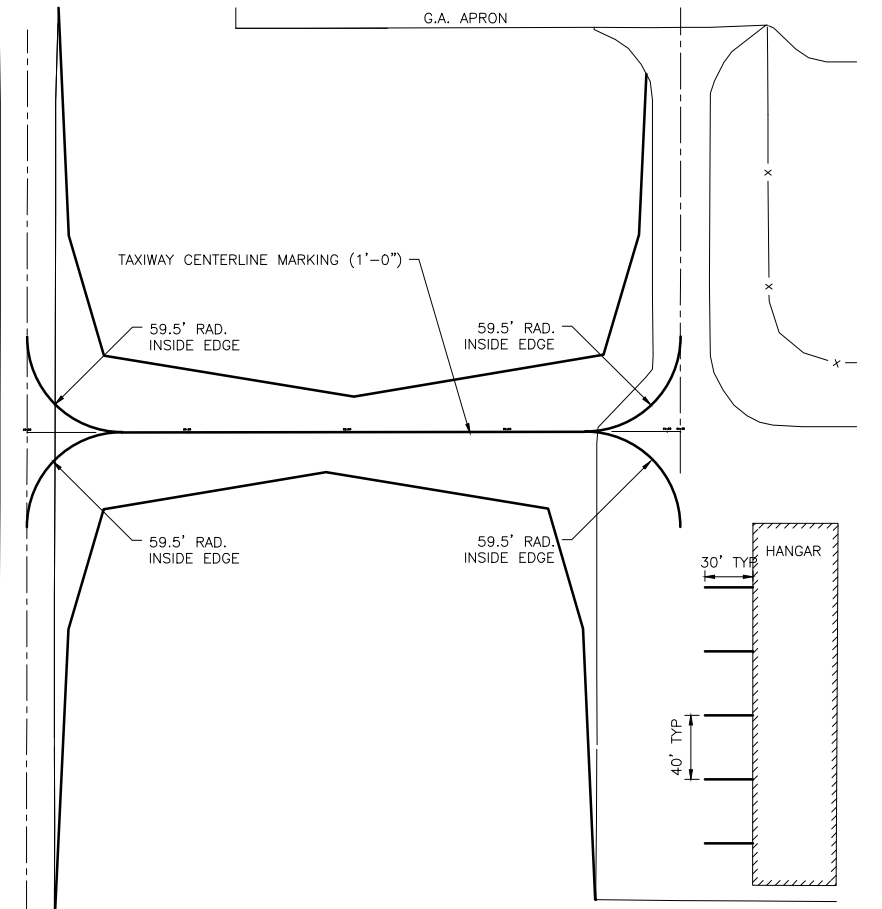 G.A. APRON
X
TAXIWAY CENTERLINE MARKING (1'-0")
X
59.5' RAD.
INSIDE EDGE
59.5' RAD.
INSIDE EDGE
X
59.5' RAD.
INSIDE EDGE
59.5' RAD.
INSIDE EDGE
HANGAR
30' TYP
40' TYP